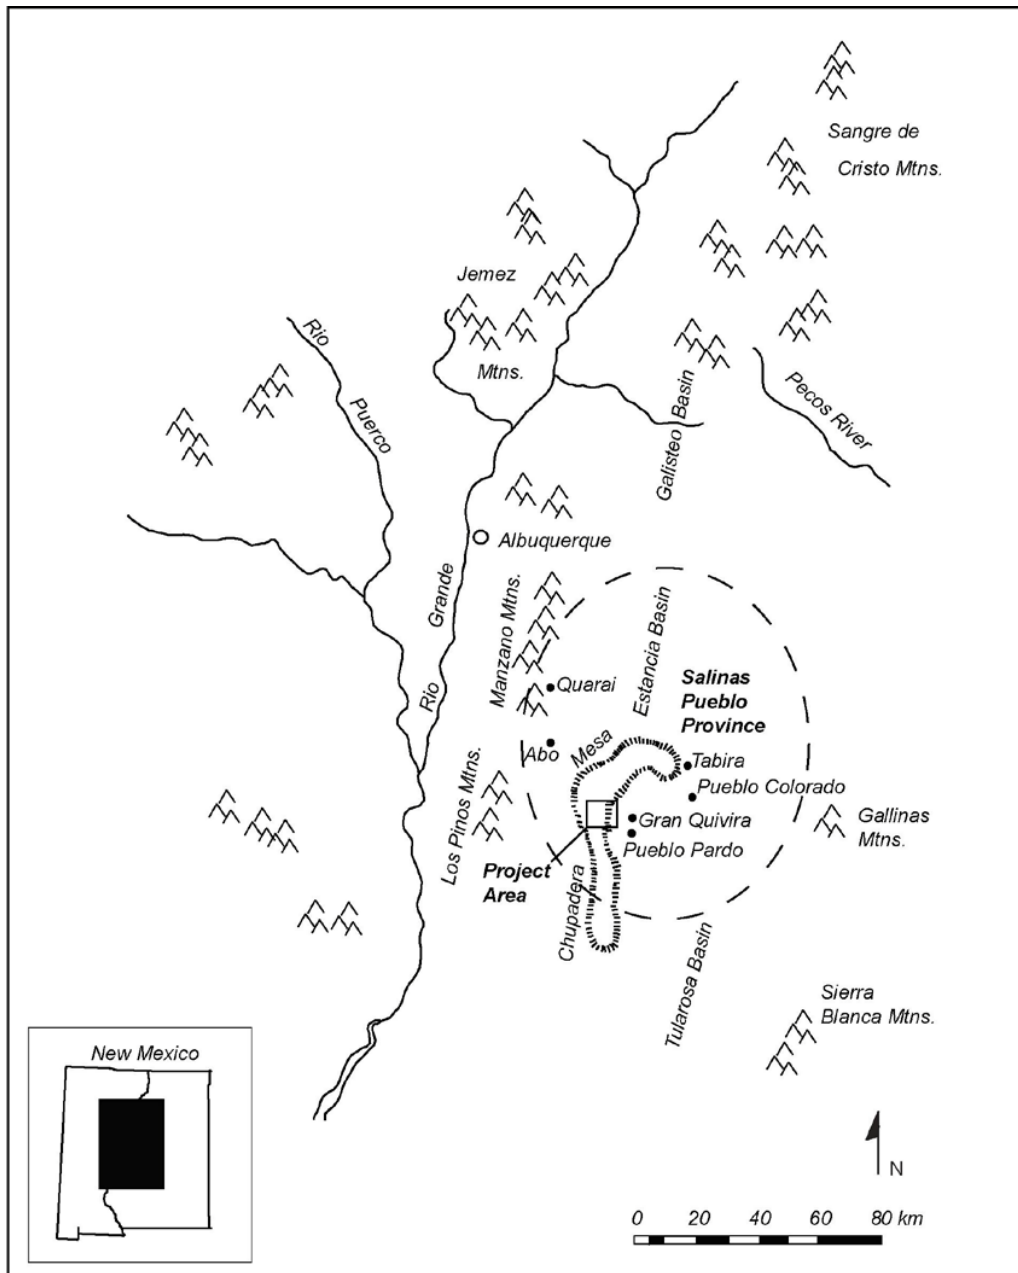 Sangre de
Cristo Mtns.
Jemez
Mtns.
Rio
Puerco
Pecos River
Galisteo Basin
Albuquerque
Rio
Grande
Manzano Mtns.
Estancia Basin
Quarai
Salinas
Pueblo
Province
Abo
Mesa
Tabira
Pueblo Colorado
Los Pinos Mtns.
Gran Quivira
Gallinas
Mtns.
Pueblo Pardo
Project
Area
Chupadera
Tularosa Basin
Sierra
Blanca Mtns.
New Mexico
N
0 20 40 60 80 km